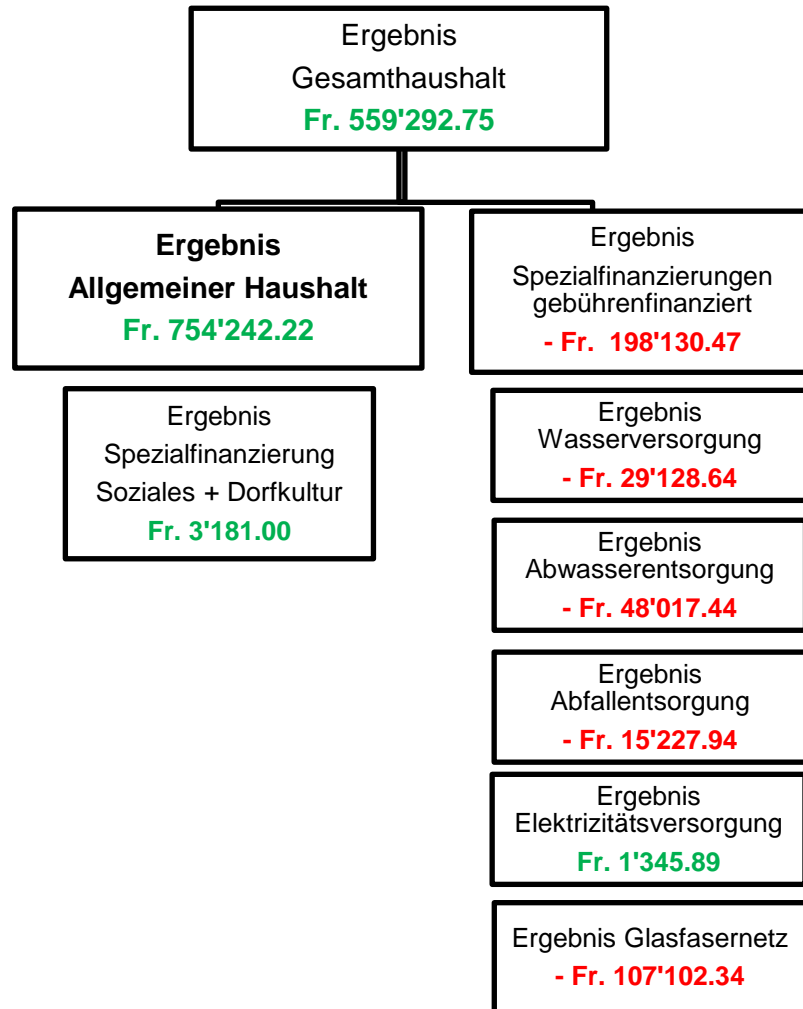 Ergebnis
Gesamthaushalt
Fr. 559'292.75
Ergebnis
Allgemeiner Haushalt
Fr. 754'242.22
Ergebnis
Spezialfinanzierung
Soziales + Dorfkultur
Fr. 3'181.00
Ergebnis
Spezialfinanzierungen
gebührenfinanziert
- Fr. 198'130.47
Ergebnis
Wasserversorgung
- Fr. 29'128.64
Ergebnis
Abwasserentsorgung
- Fr. 48'017.44
Ergebnis
Abfallentsorgung
- Fr. 15'227.94
Ergebnis
Elektrizitätsversorgung
Fr. 1'345.89
Ergebnis Glasfasernetz
- Fr. 107'102.34